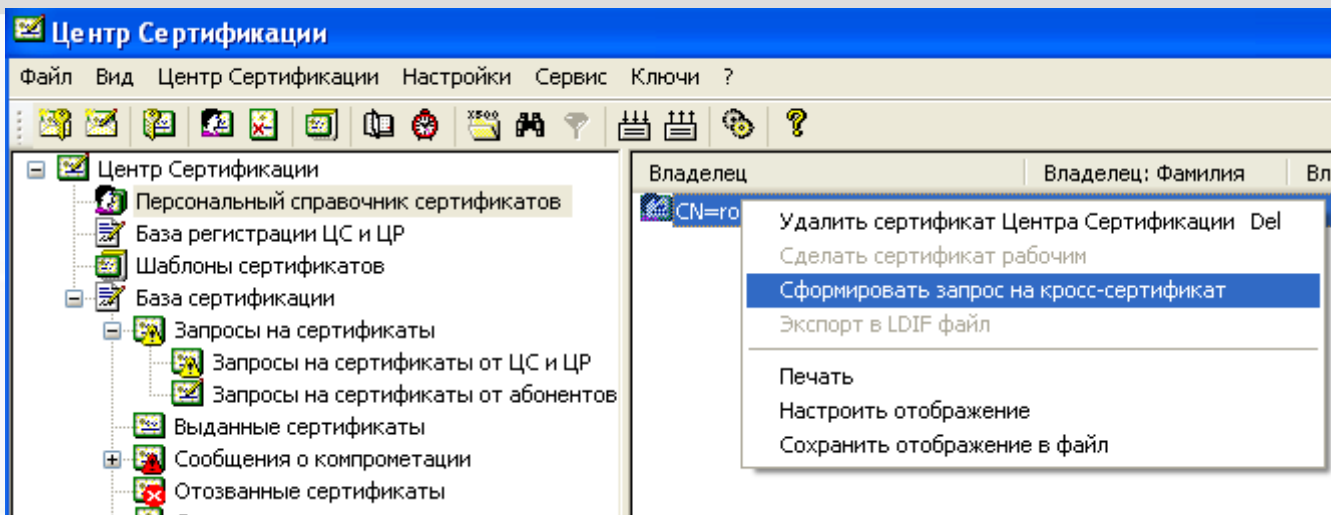 Центр Сертификации
Файл Вид Центр Сертификации Настройки Сервис Ключи ?
X500
Центр Сертификации
Персональный справочник сертификатов
База регистрации ЦС и ЦР
Шаблоны сертификатов
База сертификации
Запросы на сертификаты
Запросы на сертификаты от ЦС и ЦР
Запросы на сертификаты от абонентов
Выданные сертификаты
Сообщения о компрометации
Отозванные сертификаты
Владелец Владелец: Фамилия Вл
CN=ro
Удалить сертификат Центра Сертификации Del
Сделать сертификат рабочим
Сформировать запрос на кросс-сертификат
Экспорт в LDIF файл
Печать
Настроить отображение
Сохранить отображение в файл